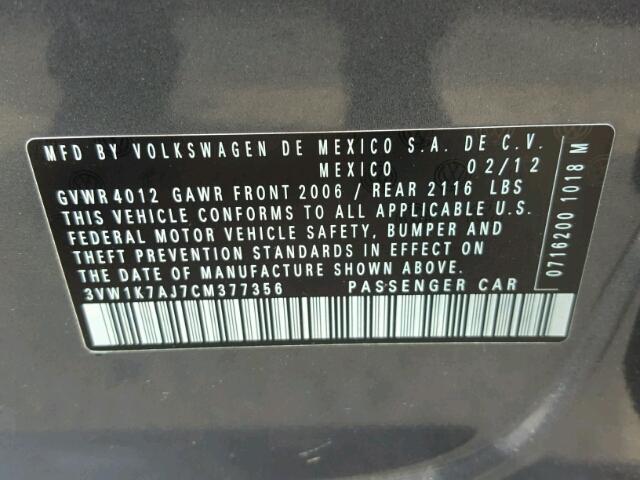 MFD BY VOLKSWAGEN DE MEXICO S.A. DE C.V.
MEXICO 02/12
GVWR 4012 GAWR FRONT 2006 / REAR 2116 LBS
THIS VEHICLE CONFORMS TO ALL APPLICABLE U.S.
FEDERAL MOTOR VEHICLE SAFETY, BUMPER AND
THEFT PREVENTION STANDARDS IN EFFECT ON
THE DATE OF MANUFACTURE SHOWN ABOVE.
3VW1K7AJ7CM377356 PASSENGER CAR
0716200 1018 M